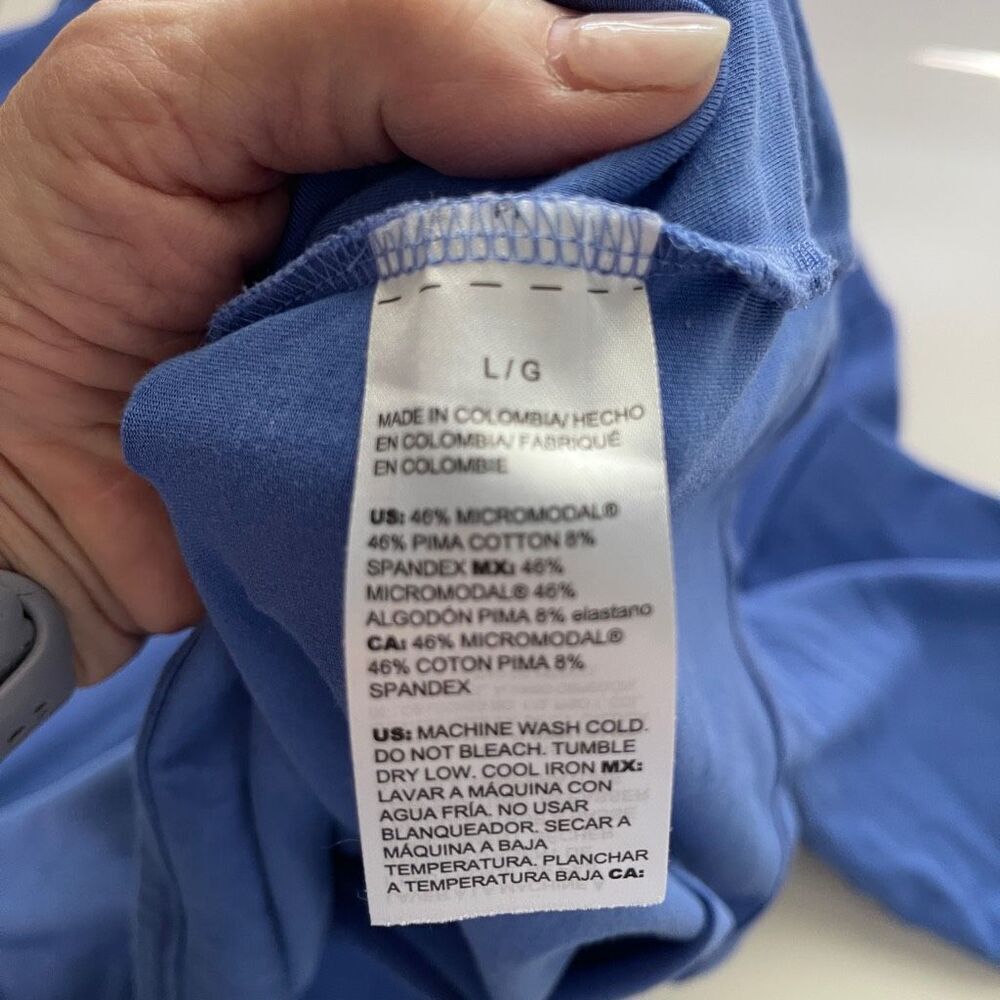 L/G
MADE IN COLOMBIA/ HECHO
EN COLOMBIA/ FABRIQUÉ
EN COLOMBIE
US: 46% MICROMODAL®
46% PIMA COTTON 8%
SPANDEX MX: 46%
MICROMODAL® 46%
ALGODÓN PIMA 8% elastano
CA: 46% MICROMODAL®
46% COTON PIMA 8%
SPANDEX
US: MACHINE WASH COLD.
DO NOT BLEACH. TUMBLE
DRY LOW. COOL IRON MX:
LAVAR A MÁQUINA CON
AGUA FRÍA. NO USAR
BLANQUEADOR. SECAR A
MÁQUINA A BAJA
TEMPERATURA. PLANCHAR
A TEMPERATURA BAJA CA: